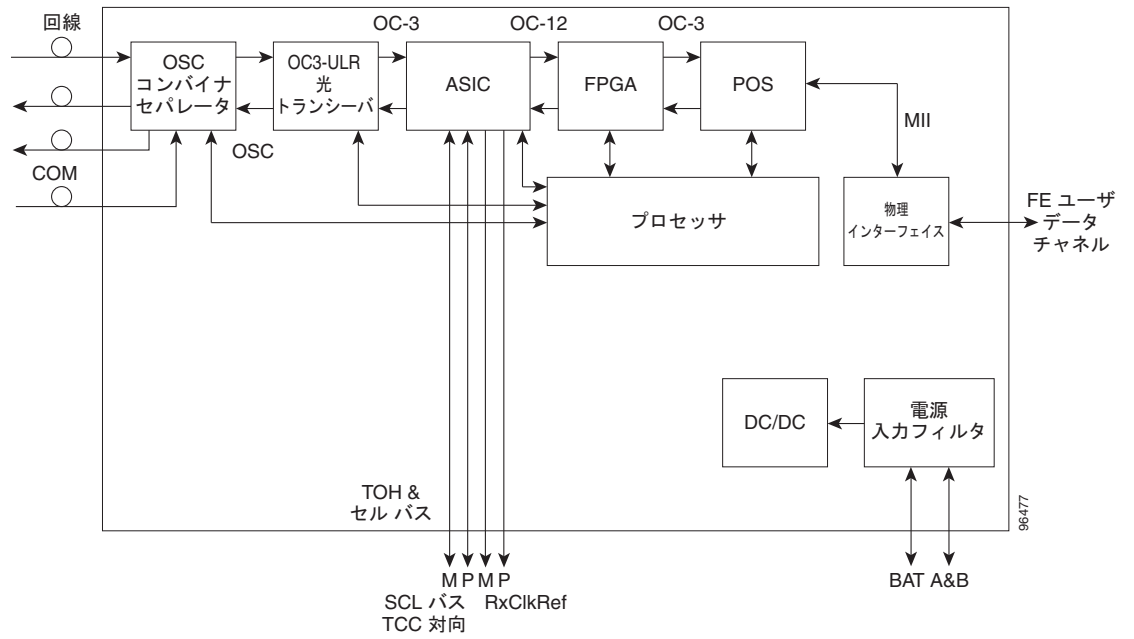 回線
OC-3
OC-12
OC-3
OSC
コンバイナ
セパレータ
OC3-ULR
光
トランシーバ
ASIC
FPGA
POS
MII
OSC
COM
プロセッサ
物理
インターフェイス
FE ユーザ
データ
チャネル
DC/DC
電源
入力フィルタ
TOH &
セル バス
96477
M P M P
SCL バス
TCC 対向
RxClkRef
BAT A&B